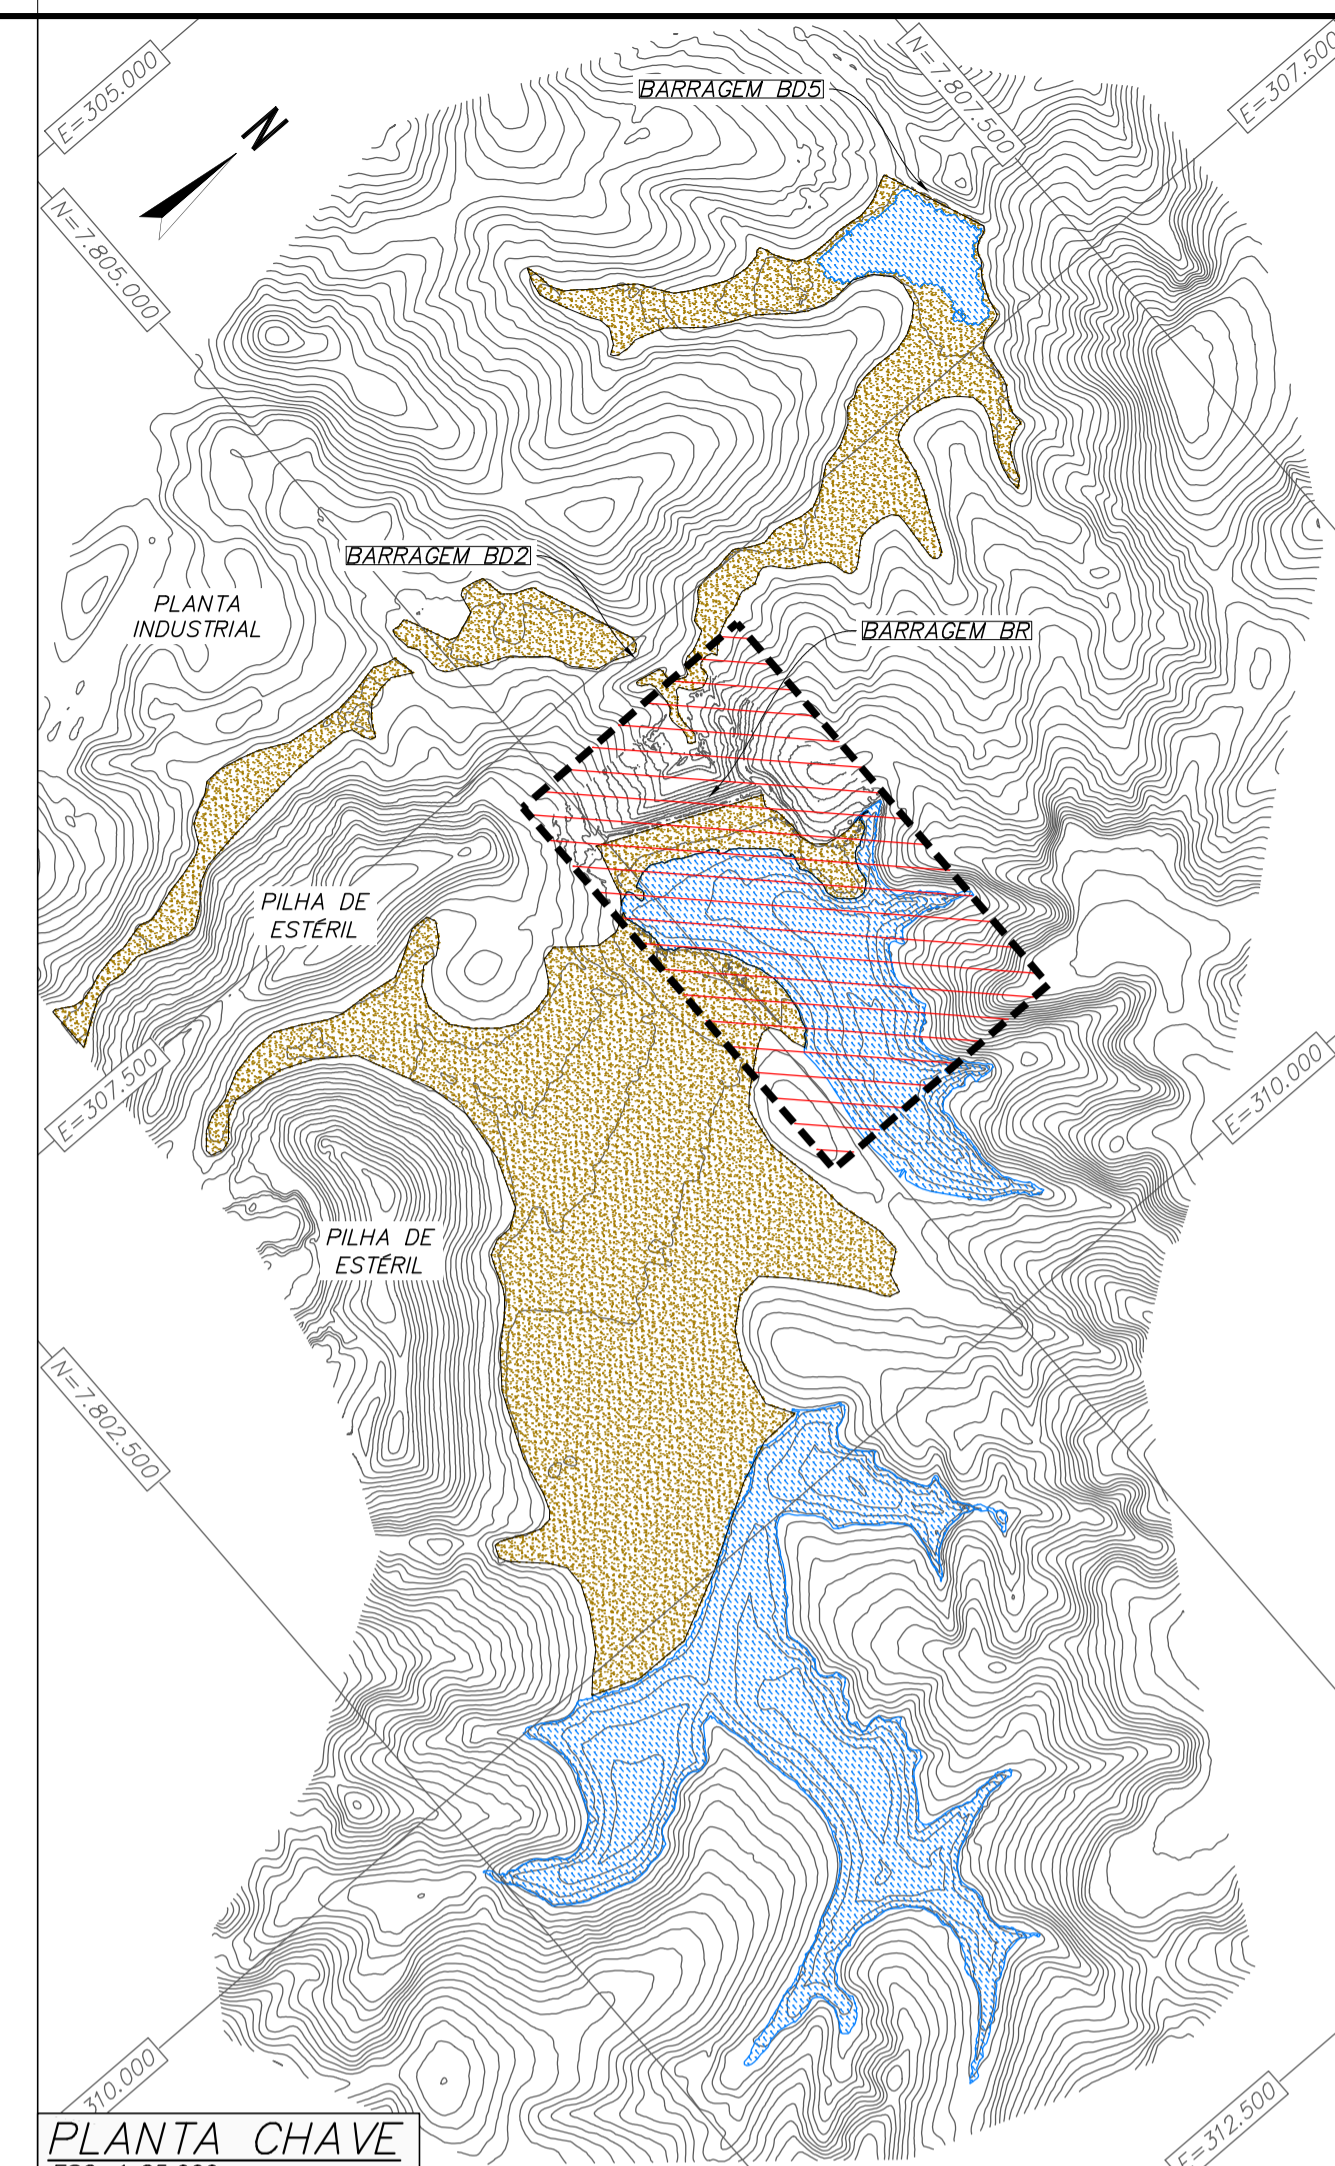 E=305.000
N=7.807.500
E=307.500
BARRAGEM BD5
N
N=7.805.000
BARRAGEM BD2
PLANTA
INDUSTRIAL
BARRAGEM BR
PILHA DE
ESTÉRIL
E=307.500
E=310.000
PILHA DE
ESTÉRIL
N=7.802.500
310.000
E=312.500
PLANTA CHAVE